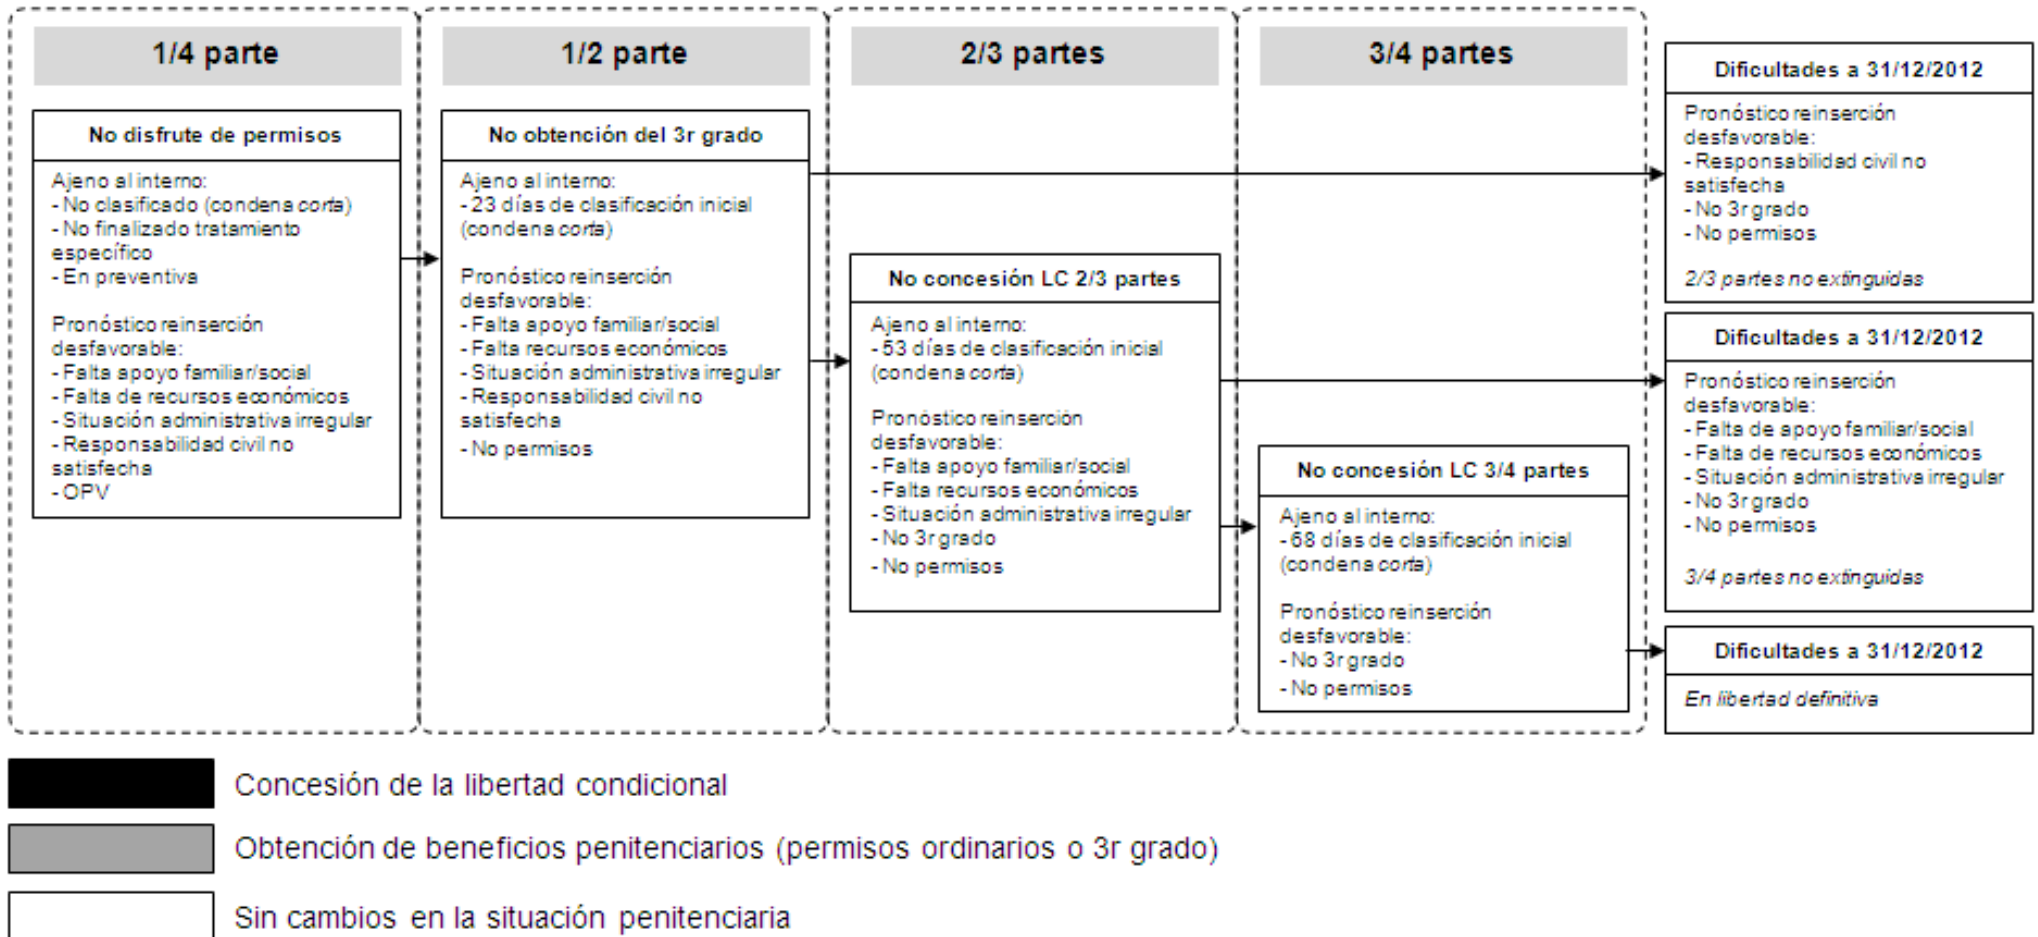 1/4 parte
No disfrute de permisos
Ajeno al interno:
- No clasificado (condena corta)
- No finalizado tratamiento
específico
- En preventiva
Pronóstico reinserción
desfavorable:
- Falta apoyo familiar/social
- Falta de recursos económicos
- Situación administrativa irregular
- Responsabilidad civil no
satisfecha
- OPV
1/2 parte
No obtención del 3r grado
Ajeno al interno:
- 23 días de clasificación inicial
(condena corta)
Pronóstico reinserción
desfavorable:
- Falta apoyo familiar/social
- Falta recursos económicos
- Situación administrativa irregular
- Responsabilidad civil no
satisfecha
- No permisos
2/3 partes
No concesión LC 2/3 partes
Ajeno al interno:
- 53 días de clasificación inicial
(condena corta)
Pronóstico reinserción
desfavorable:
- Falta apoyo familiar/social
- Falta recursos económicos
- Situación administrativa irregular
- No 3r grado
- No permisos
3/4 partes
No concesión LC 3/4 partes
Ajeno al interno:
- 68 días de clasificación inicial
(condena corta)
Pronóstico reinserción
desfavorable:
- No 3r grado
- No permisos
Dificultades a 31/12/2012
Pronóstico reinserción
desfavorable:
- Responsabilidad civil no
satisfecha
- No 3r grado
- No permisos
2/3 partes no extinguidas
Dificultades a 31/12/2012
Pronóstico reinserción
desfavorable:
- Falta de apoyo familiar/social
- Falta de recursos económicos
- Situación administrativa irregular
- No 3r grado
- No permisos
3/4 partes no extinguidas
Dificultades a 31/12/2012
En libertad definitiva
Concesión de la libertad condicional
Obtención de beneficios penitenciarios (permisos ordinarios o 3r grado)
Sin cambios en la situación penitenciaria